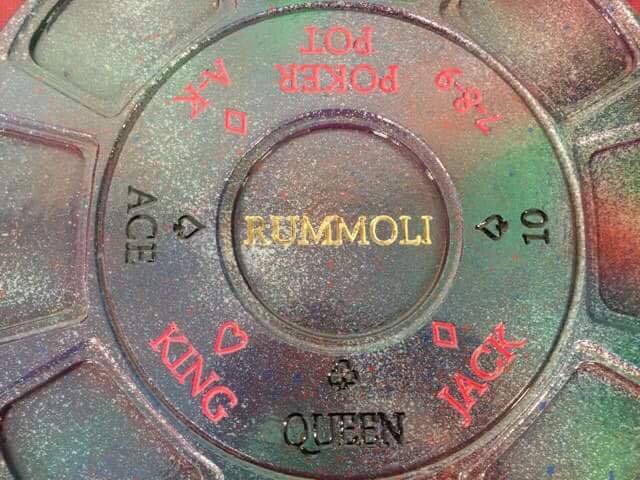 POKER
POT
7-8-9
A-K
RUMMOLI
ACE
10
KING
JACK
QUEEN